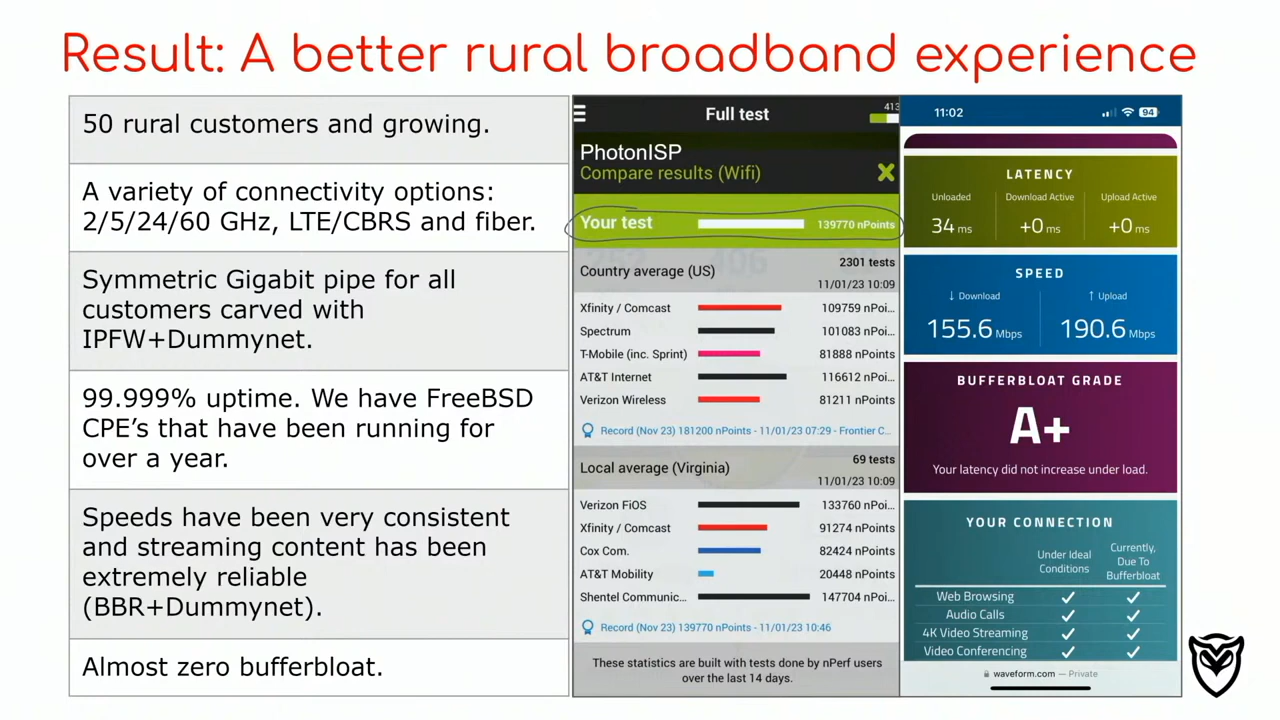 Result: A better rural broadband experience
50 rural customers and growing.
A variety of connectivity options:
2/5/24/60 GHz, LTE/CBRS and fiber.
Symmetric Gigabit pipe for all
customers carved with
IPFW+Dummynet.
99.999% uptime. We have FreeBSD
CPE’s that have been running for
over a year.
Speeds have been very consistent
and streaming content has been
extremely reliable
(BBR+Dummynet).
Almost zero bufferbloat.
Full test
413
PhotonISP
Compare results (Wifi)
Your test 139770 nPoints
Country average (US) 2301 tests
11/01/23 10:09
Xfinity / Comcast 109759 nPoi...
Spectrum 101083 nPoi...
T-Mobile (inc. Sprint) 81888 nPoints
AT&T Internet 116612 nPoi...
Verizon Wireless 81211 nPoints
Record (Nov 23) 181200 nPoints - 11/01/23 07:29 - Frontier C...
Local average (Virginia) 69 tests
11/01/23 10:09
Verizon FiOS 133760 nPoi...
Xfinity / Comcast 91274 nPoints
Cox Com. 82424 nPoints
AT&T Mobility 20448 nPoints
Shentel Communic... 147704 nPoi...
Record (Nov 23) 139770 nPoints - 11/01/23 10:46
These statistics are built with tests done by nPerf users
over the last 14 days.
11:02 94
LATENCY
Unloaded Download Active Upload Active
34 ms +0 ms +0 ms
SPEED
↓ Download ↑ Upload
155.6 Mbps 190.6 Mbps
BUFFERBLOAT GRADE
A+
Your latency did not increase under load.
YOUR CONNECTION
Under Ideal
Conditions
Currently,
Due To
Bufferbloat
Web Browsing
Audio Calls
4K Video Streaming
Video Conferencing
waveform.com — Private